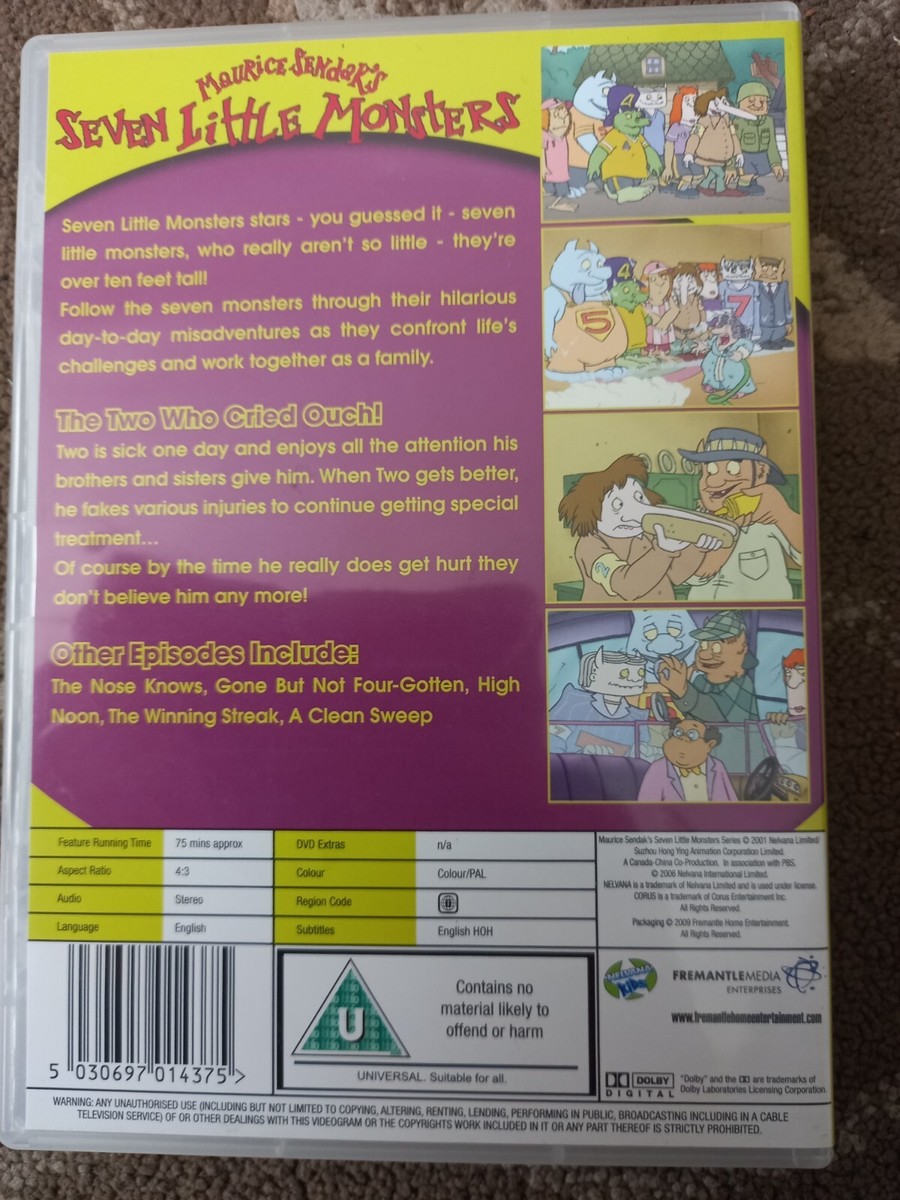 MAURICE SENDAK'S
SEVEN LITTLE MONSTERS
Seven Little Monsters stars - you guessed it - seven
little monsters, who really aren't so little - they're
over ten feet tall!
Follow the seven monsters through their hilarious
day-to-day misadventures as they confront life's
challenges and work together as a family.
The Two Who Cried Ouch!
Two is sick one day and enjoys all the attention his
brothers and sisters give him. When Two gets better,
he fakes various injuries to continue getting special
treatment...
Of course by the time he really does get hurt they
don't believe him any more!
Other Episodes Include:
The Nose Knows, Gone But Not Four-Gotten, High
Noon, The Winning Streak, A Clean Sweep
4
5
4
7
2
Feature Running Time 75 mins approx
Aspect Ratio 4:3
Audio Stereo
Language English
DVD Extras n/a
Colour Colour/PAL
Region Code
Subtitles English HOH
Maurice Sendak's Seven Little Monsters Series © 2001 Nelvana Limited/
Suzhou Hong Ying Animation Corporation Limited.
A Canada-China Co-Production. In association with PBS.
© 2006 Nelvana International Limited.
NELVANA is a trademark of Nelvana Limited and is used under license.
CORUS is a trademark of Corus Entertainment Inc.
All Rights Reserved.
Packaging © 2009 Fremantle Home Entertainment.
All Rights Reserved.
5 030697 014375 >
U
Contains no
material likely to
offend or harm
UNIVERSAL. Suitable for all.
NELVANA
kids
FREMANTLEMEDIA
ENTERPRISES
www.fremantlehomeentertainment.com
DOLBY
DIGITAL
"Dolby" and the DD are trademarks of
Dolby Laboratories Licensing Corporation.
WARNING: ANY UNAUTHORISED USE (INCLUDING BUT NOT LIMITED TO COPYING, ALTERING, RENTING, LENDING, PERFORMING IN PUBLIC, BROADCASTING INCLUDING IN A CABLE
TELEVISION SERVICE) OF OR OTHER DEALINGS WITH THIS VIDEOGRAM OR THE COPYRIGHTS WORK INCLUDED IN IT OR ANY PART THEREOF IS STRICTLY PROHIBITED.